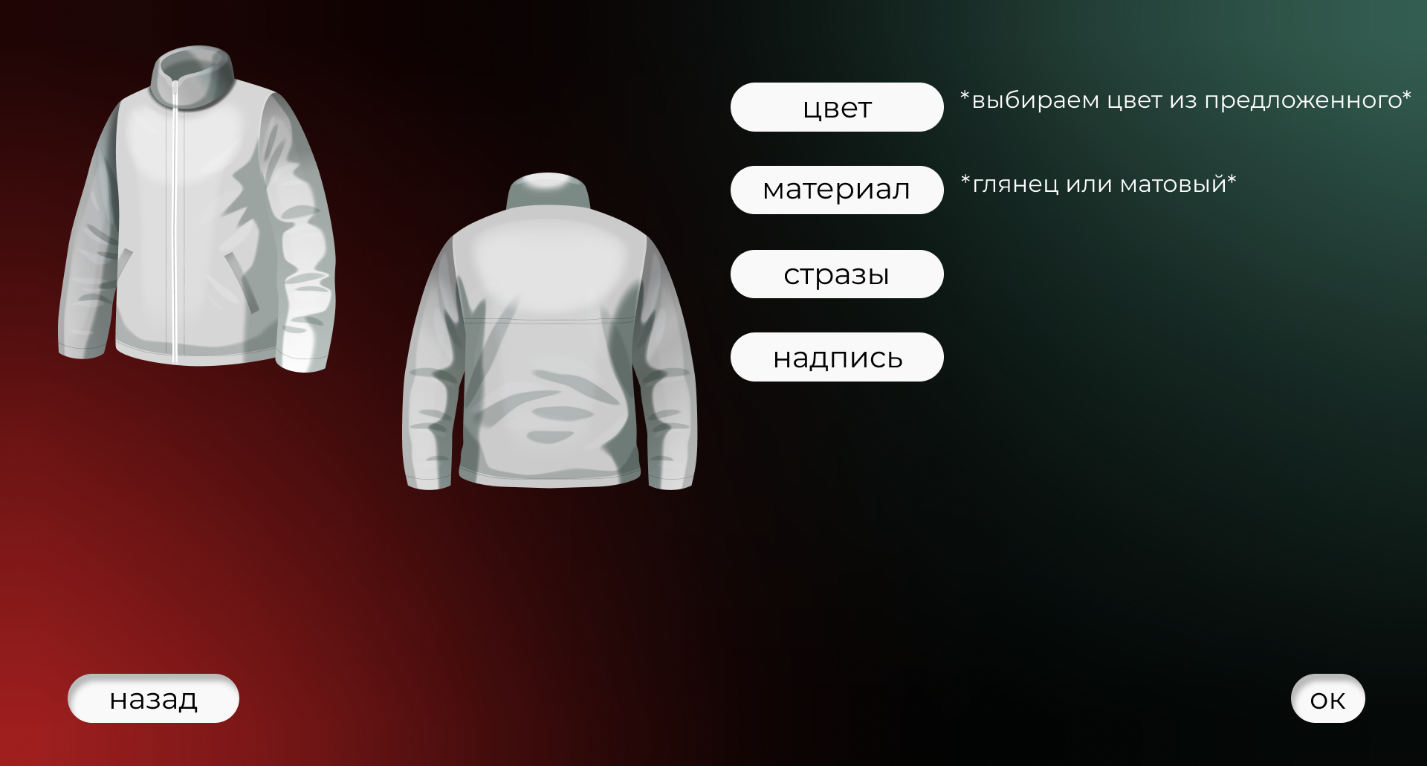 цвет
*выбираем цвет из предложенного*
материал
*глянец или матовый*
стразы
надпись
назад
ок